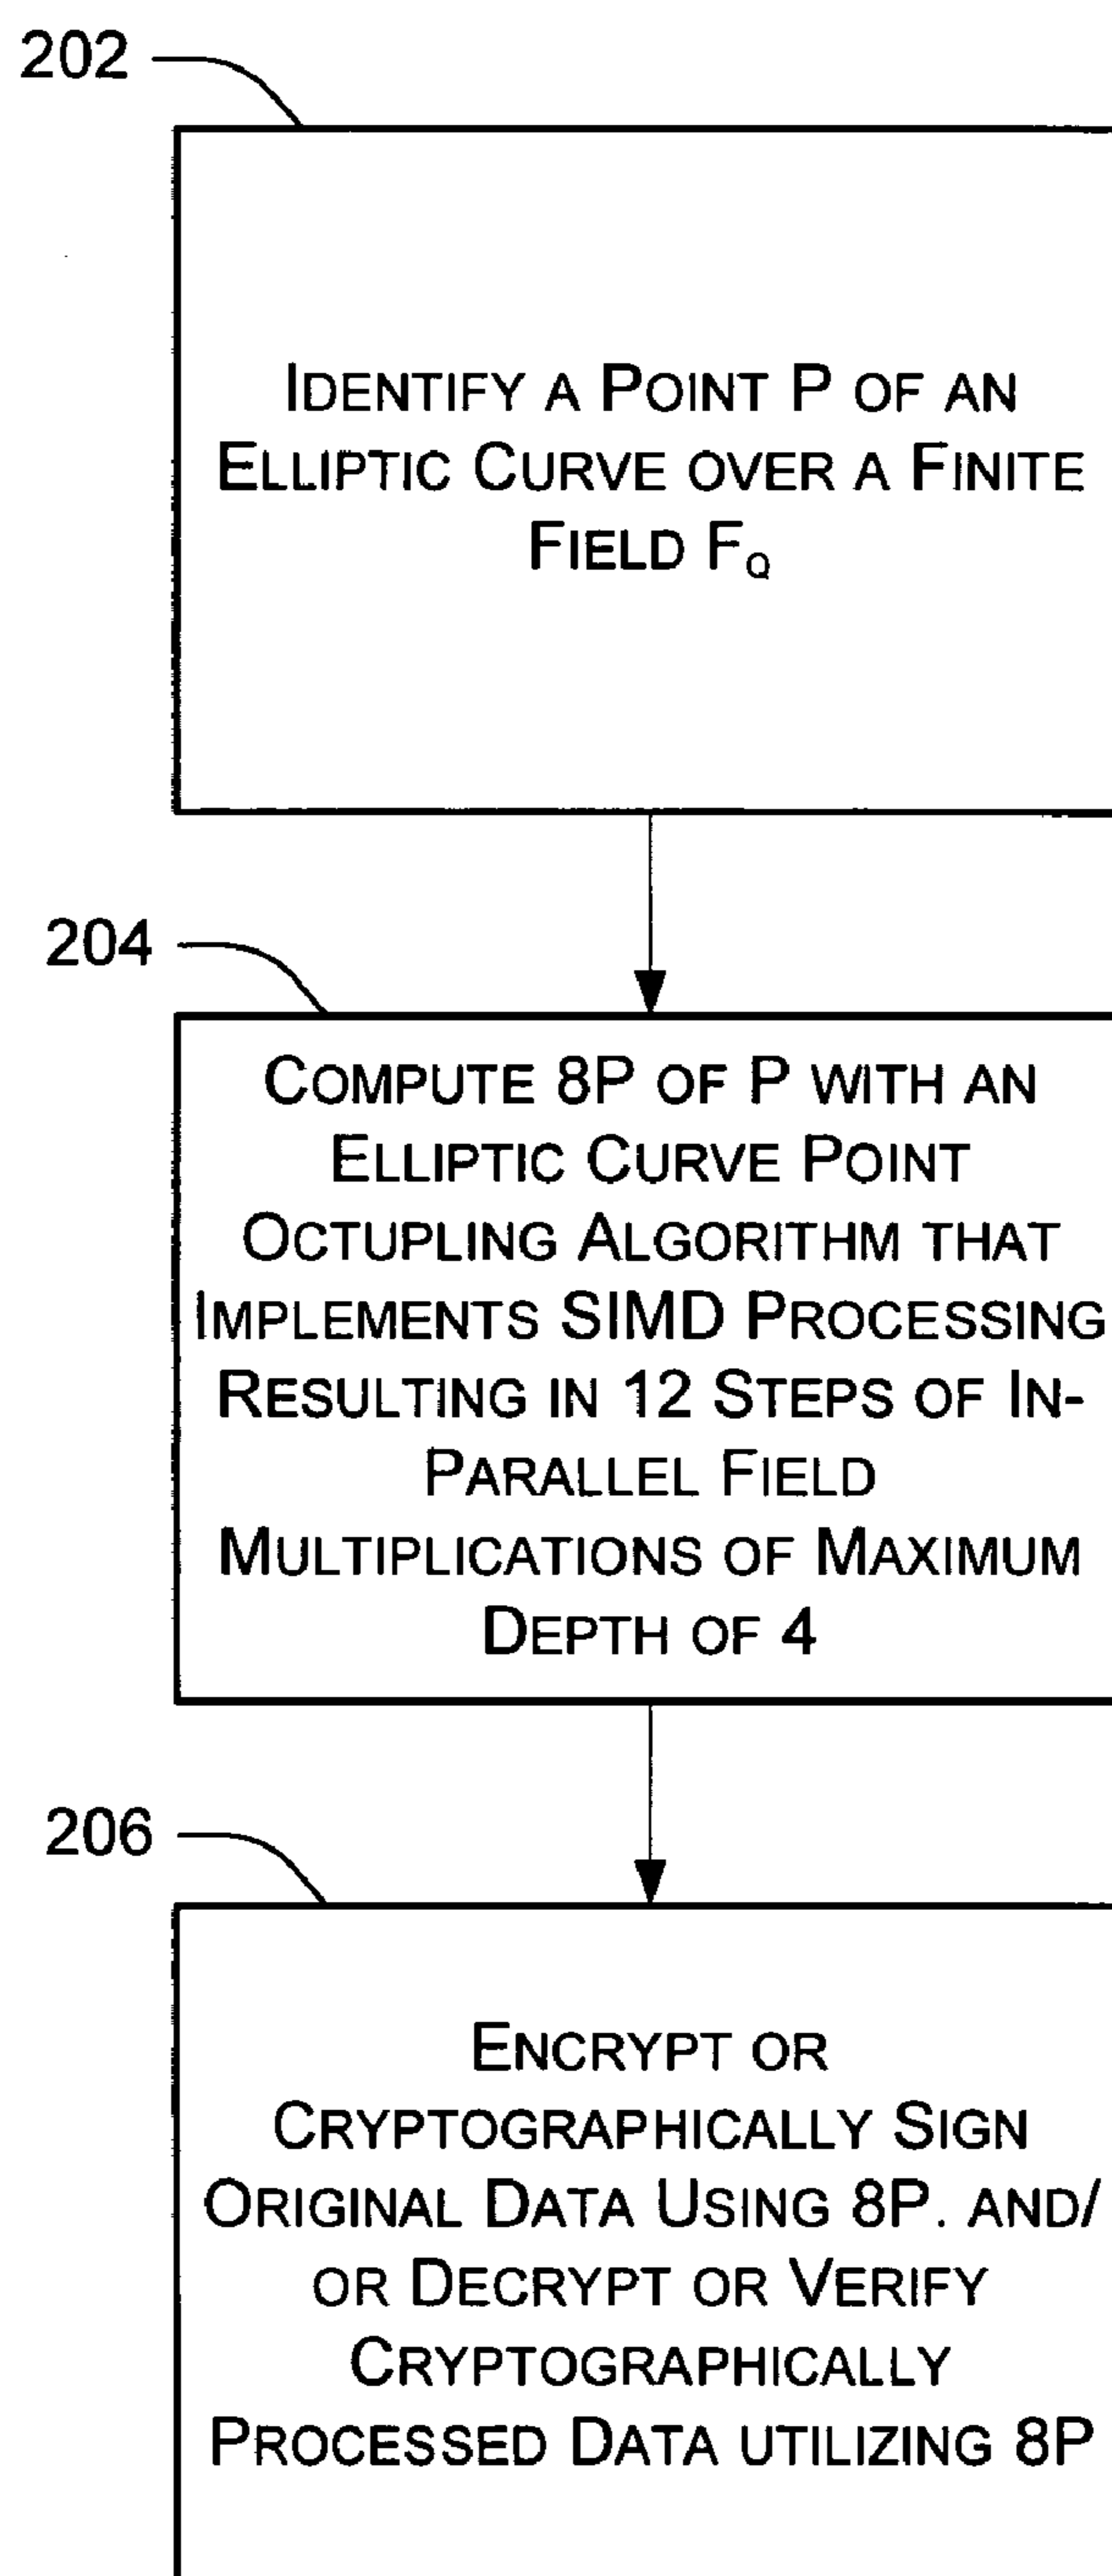 202
IDENTIFY A POINT P OF AN
ELLIPTIC CURVE OVER A FINITE
FIELD FQ
204
COMPUTE 8P OF P WITH AN
ELLIPTIC CURVE POINT
OCTUPLING ALGORITHM THAT
IMPLEMENTS SIMD PROCESSING
RESULTING IN 12 STEPS OF IN-
PARALLEL FIELD
MULTIPLICATIONS OF MAXIMUM
DEPTH OF 4
206
ENCRYPT OR
CRYPTOGRAPHICALLY SIGN
ORIGINAL DATA USING 8P. AND/
OR DECRYPT OR VERIFY
CRYPTOGRAPHICALLY
PROCESSED DATA UTILIZING 8P